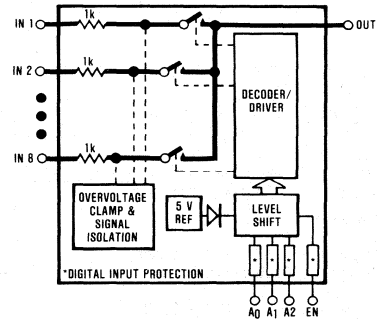 1k
IN 1
OUT
1k
IN 2
DECODER/
DRIVER
1k
IN 8
OVERVOLTAGE
CLAMP &
SIGNAL
ISOLATION
5 V
REF
LEVEL
SHIFT
* * * *
*DIGITAL INPUT PROTECTION
A0 A1 A2 EN